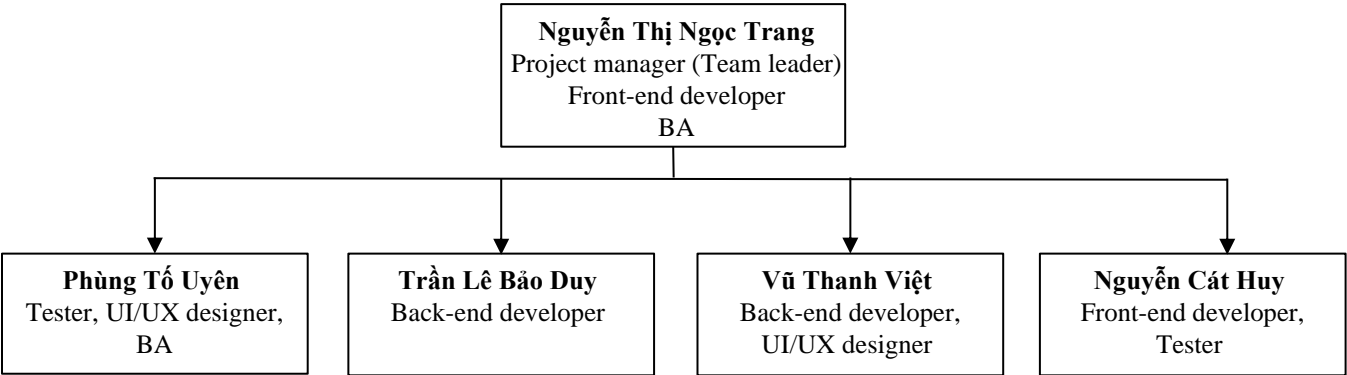 Nguyễn Thị Ngọc Trang
Project manager (Team leader)
Front-end developer
BA
Phùng Tố Uyên
Tester, UI/UX designer,
BA
Trần Lê Bảo Duy
Back-end developer
Vũ Thanh Việt
Back-end developer,
UI/UX designer
Nguyễn Cát Huy
Front-end developer,
Tester